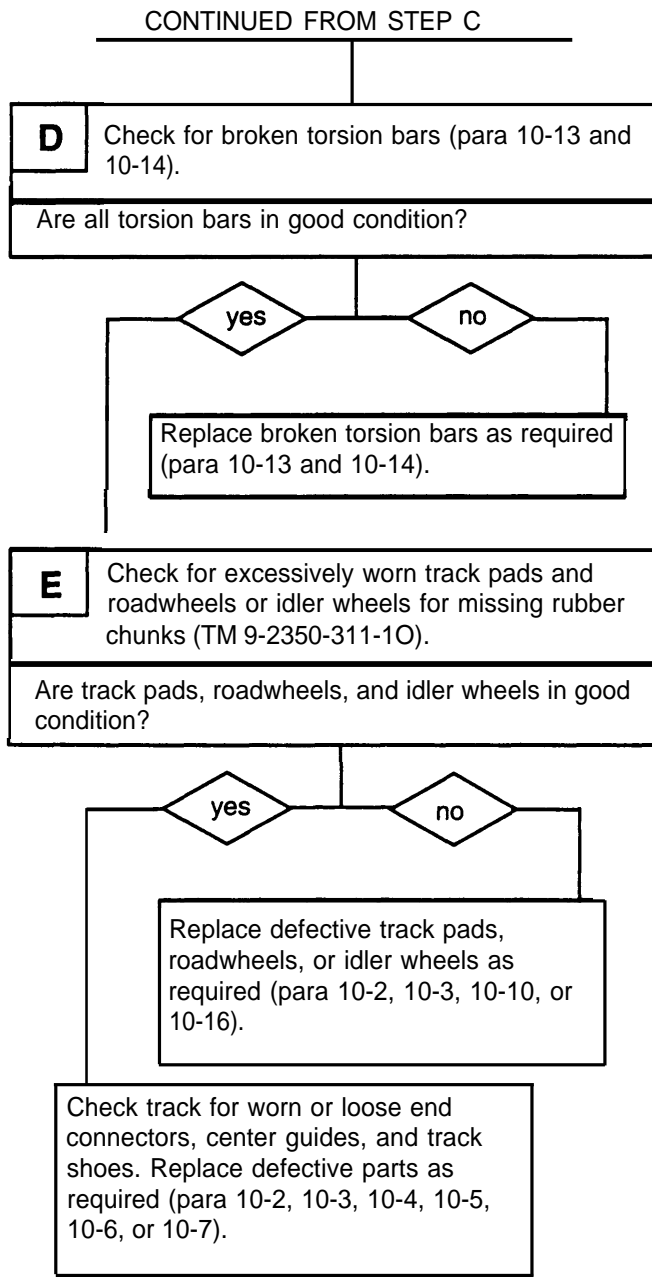 CONTINUED FROM STEP C
D
Check for broken torsion bars (para 10-13 and
10-14).
Are all torsion bars in good condition?
yes
no
Replace broken torsion bars as required
(para 10-13 and 10-14).
E
Check for excessively worn track pads and
roadwheels or idler wheels for missing rubber
chunks (TM 9-2350-311-1O).
Are track pads, roadwheels, and idler wheels in good
condition?
yes
no
Replace defective track pads,
roadwheels, or idler wheels as
required (para 10-2, 10-3, 10-10, or
10-16).
Check track for worn or loose end
connectors, center guides, and track
shoes. Replace defective parts as
required (para 10-2, 10-3, 10-4, 10-5,
10-6, or 10-7).